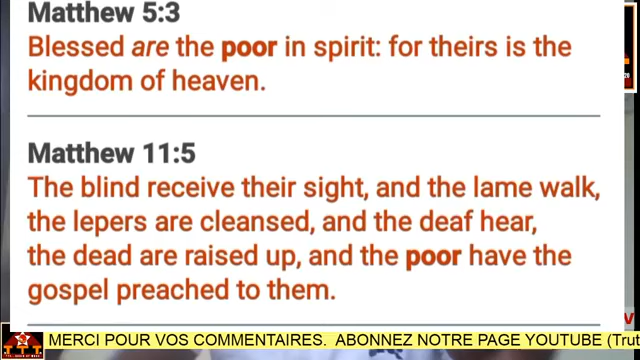 Matthew 5:3
Blessed are the poor in spirit: for theirs is the
kingdom of heaven.
Matthew 11:5
The blind receive their sight, and the lame walk,
the lepers are cleansed, and the deaf hear,
the dead are raised up, and the poor have the
gospel preached to them.
MERCI POUR VOS COMMENTAIRES. ABONNEZ NOTRE PAGE YOUTUBE (Trut